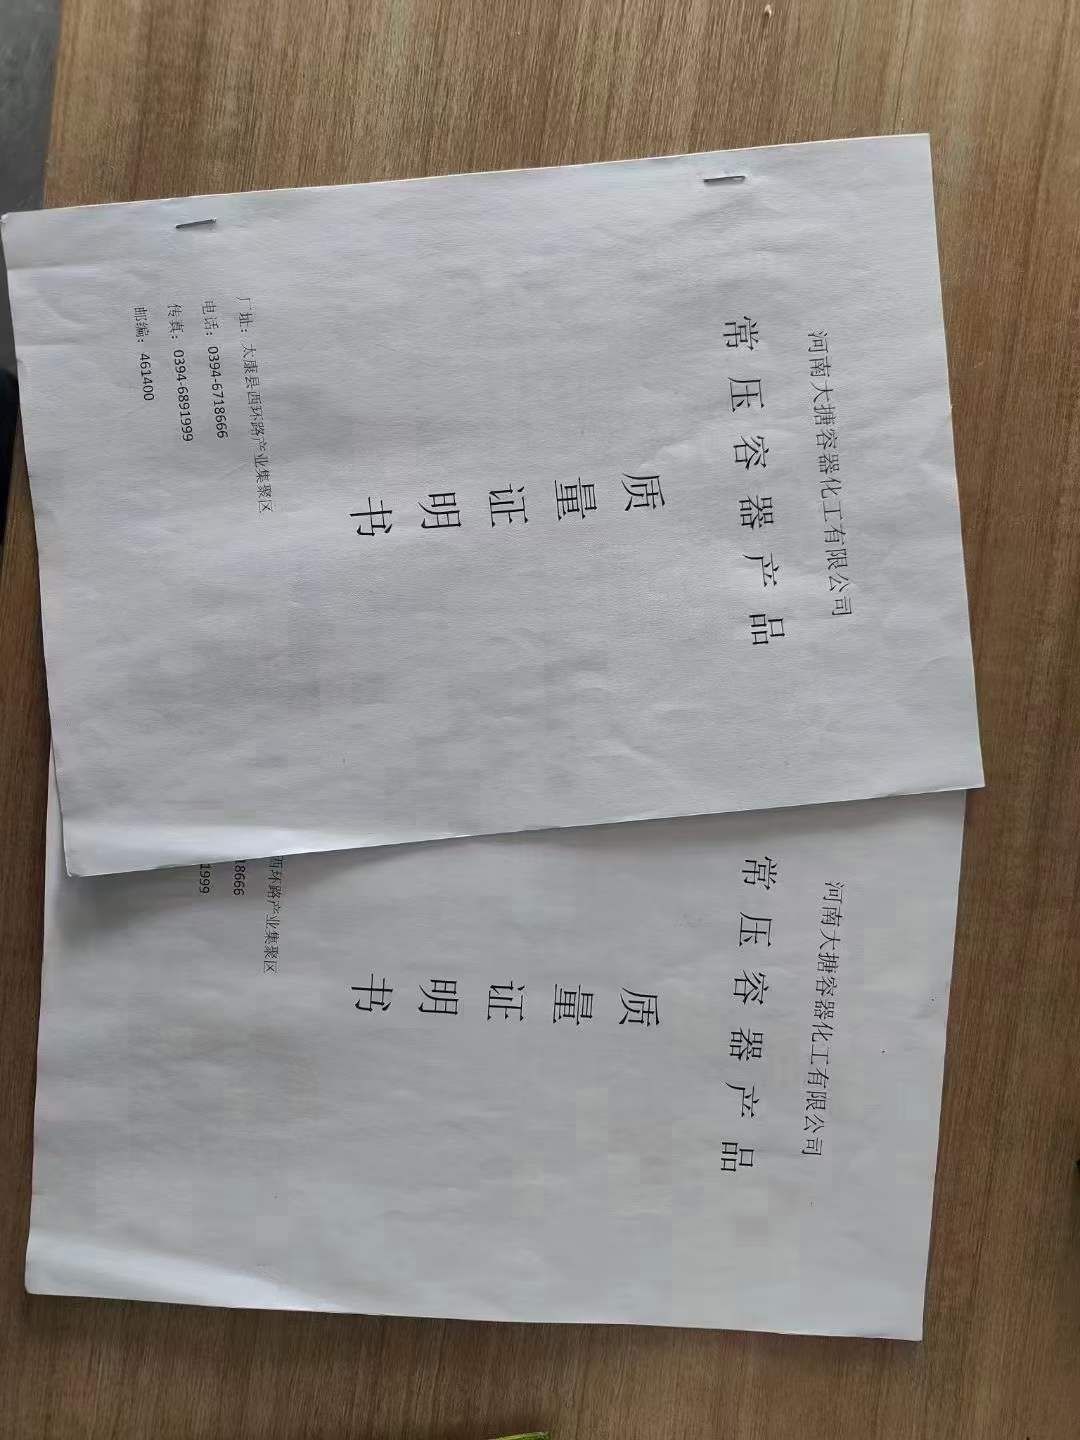 河南大搪容器化工有限公司
常压容器产品
质
量
证
明
书
厂址：太康县西环路产业集聚区
电话：0394-6718666
传真：0394-6891999
邮编：461400
河南大搪容器化工有限公司
常压容器产品
质
量
证
明
书
西环路产业集聚区
18666
1999